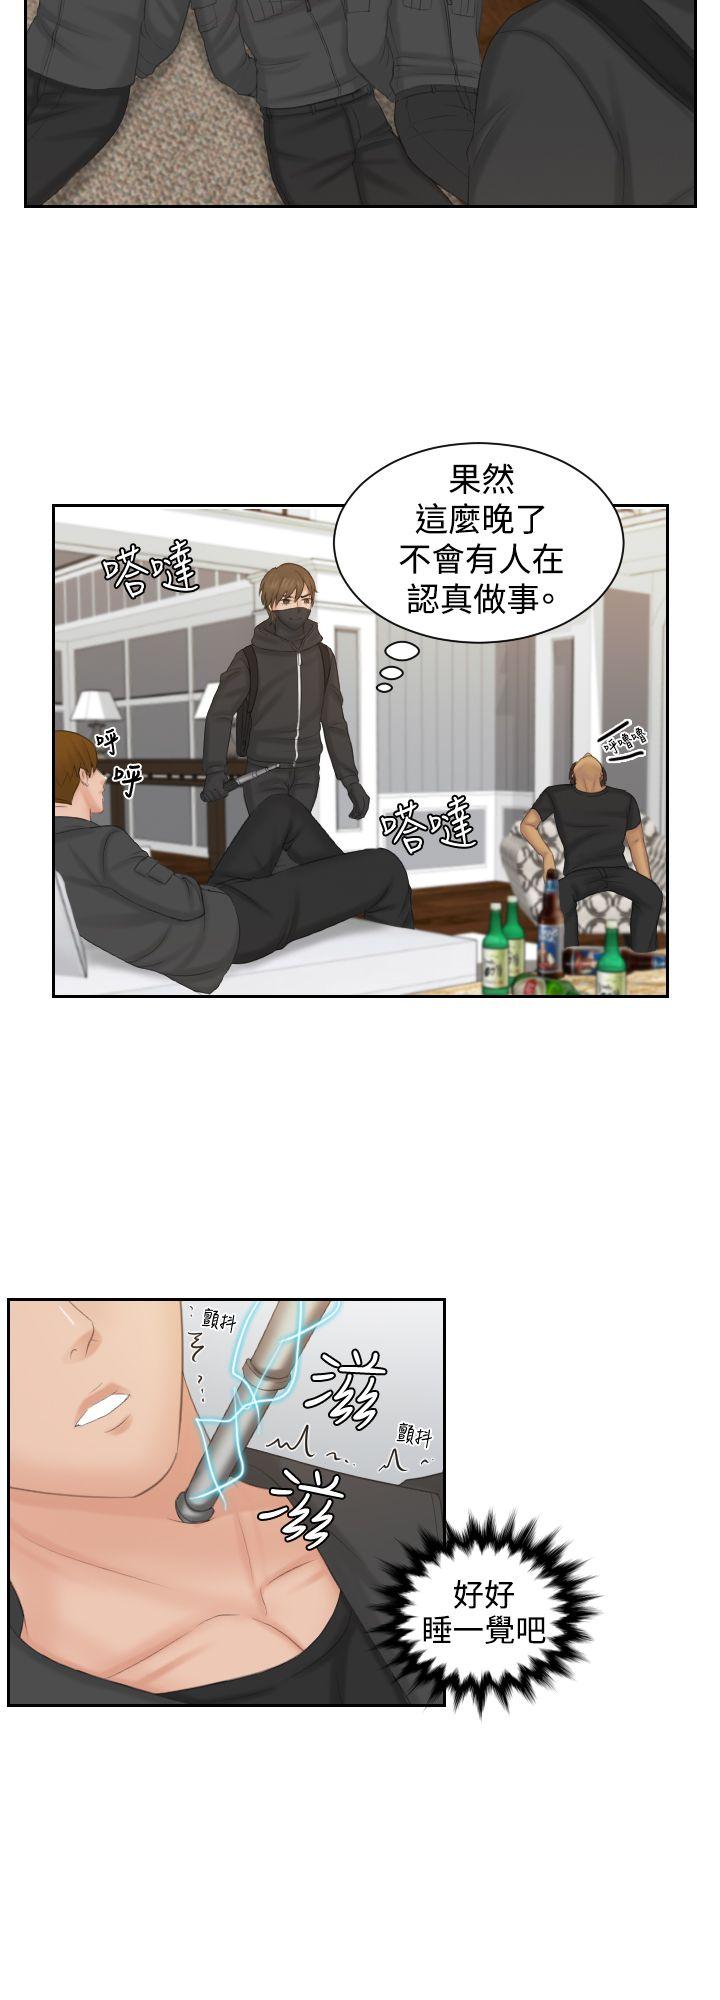 果然
這麼晚了
不會有人在
認真做事。
嗒噠
呼
呼
呼嚕嚕
嗒噠
顫抖
滋
顫抖
滋
好好
睡一覺吧